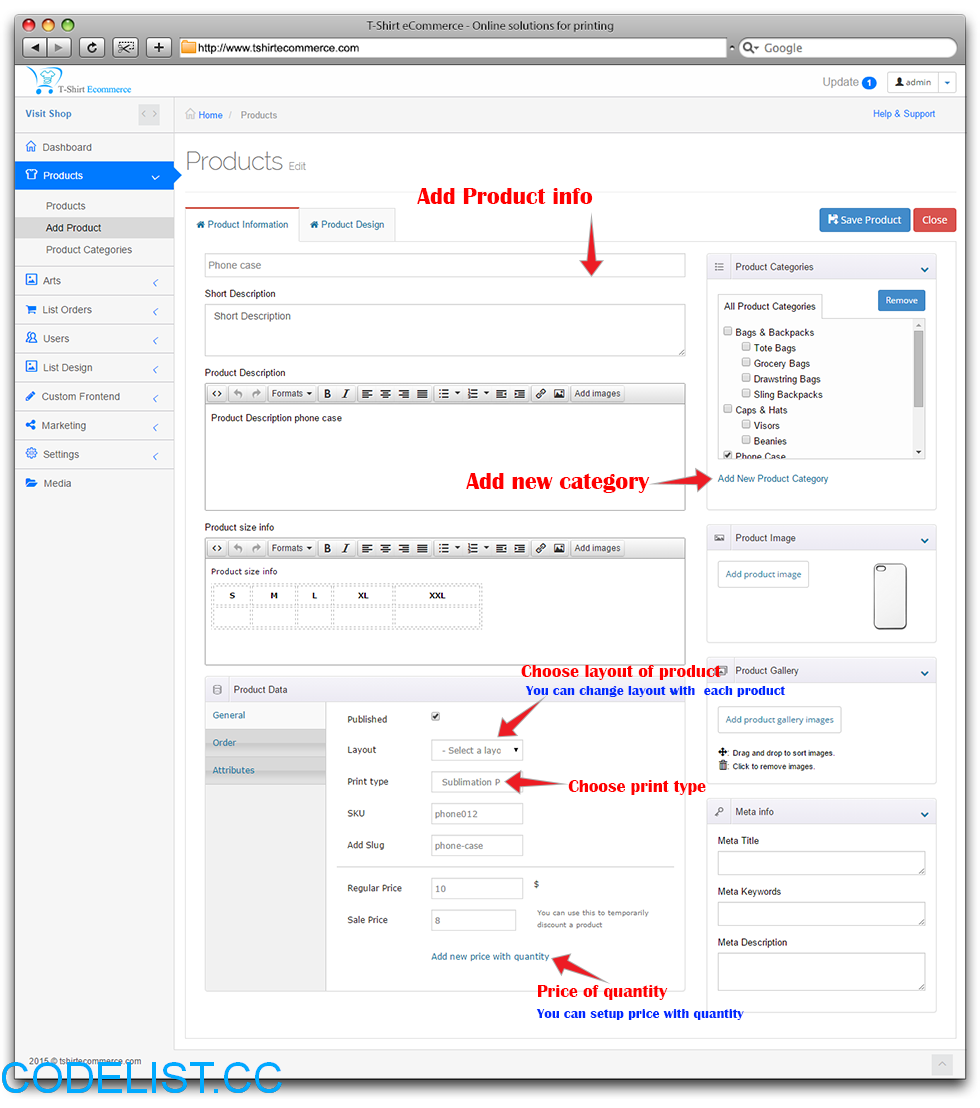 T-Shirt eCommerce - Online solutions for printing
http://www.tshirtecommerce.com
Google
T-Shirt Ecommerce
Update 1
admin
Visit Shop
Home / Products
Help & Support
Dashboard
Products
Products
Add Product
Product Categories
Arts
List Orders
Users
List Design
Custom Frontend
Marketing
Settings
Media
Products Edit
Add Product info
Product Information
Product Design
Save Product
Close
Phone case
Short Description
Short Description
Product Description
Formats
B I
Add images
Product Description phone case
Product size info
Formats
B I
Add images
Product size info
S M L XL XXL
Product Categories
All Product Categories
Remove
Bags & Backpacks
Tote Bags
Grocery Bags
Drawstring Bags
Sling Backpacks
Caps & Hats
Visors
Beanies
Phone Case
Add new category
Add New Product Category
Product Image
Add product image
Choose layout of product
You can change layout with each product
Product Gallery
Add product gallery images
Drag and drop to sort images.
Click to remove images.
Product Data
General
Order
Attributes
Published
Layout
- Select a layo
Print type
Sublimation P
Choose print type
SKU
phone012
Add Slug
phone-case
Regular Price
10
$
Sale Price
8
You can use this to temporarily
discount a product
Add new price with quantity
Price of quantity
You can setup price with quantity
Meta info
Meta Title
Meta Keywords
Meta Description
2015 © tshirtecommerce.com
CODELIST.CC